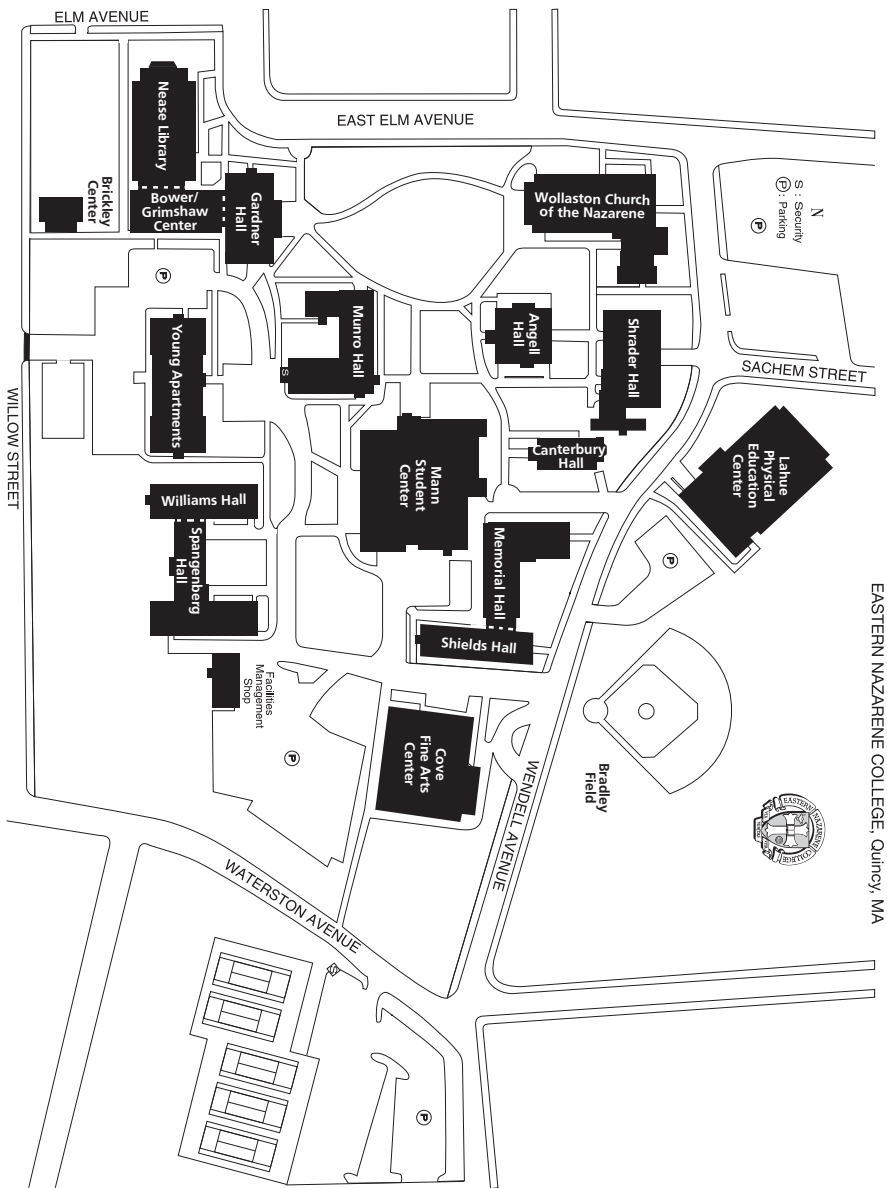 ELM AVENUE
EAST ELM AVENUE
Nease Library
Bower/
Grimshaw
Center
Gardner
Hall
Brickley
Center
Wollaston Church
of the Nazarene
N
S : Security
P : Parking
P
P
Young Apartments
Munro Hall
S
Angell
Hall
Shrader Hall
SACHEM STREET
WILLOW STREET
Mann
Student
Center
Canterbury
Hall
Lahue
Physical
Education
Center
Williams Hall
Spangenberg
Hall
Memorial Hall
Shields Hall
P
EASTERN NAZARENE COLLEGE, Quincy, MA
Facilities
Management
Shop
P
Cove
Fine Arts
Center
WENDELL AVENUE
Bradley
Field
EASTERN NAZARENE COLLEGE
WATERSTON AVENUE
S
P